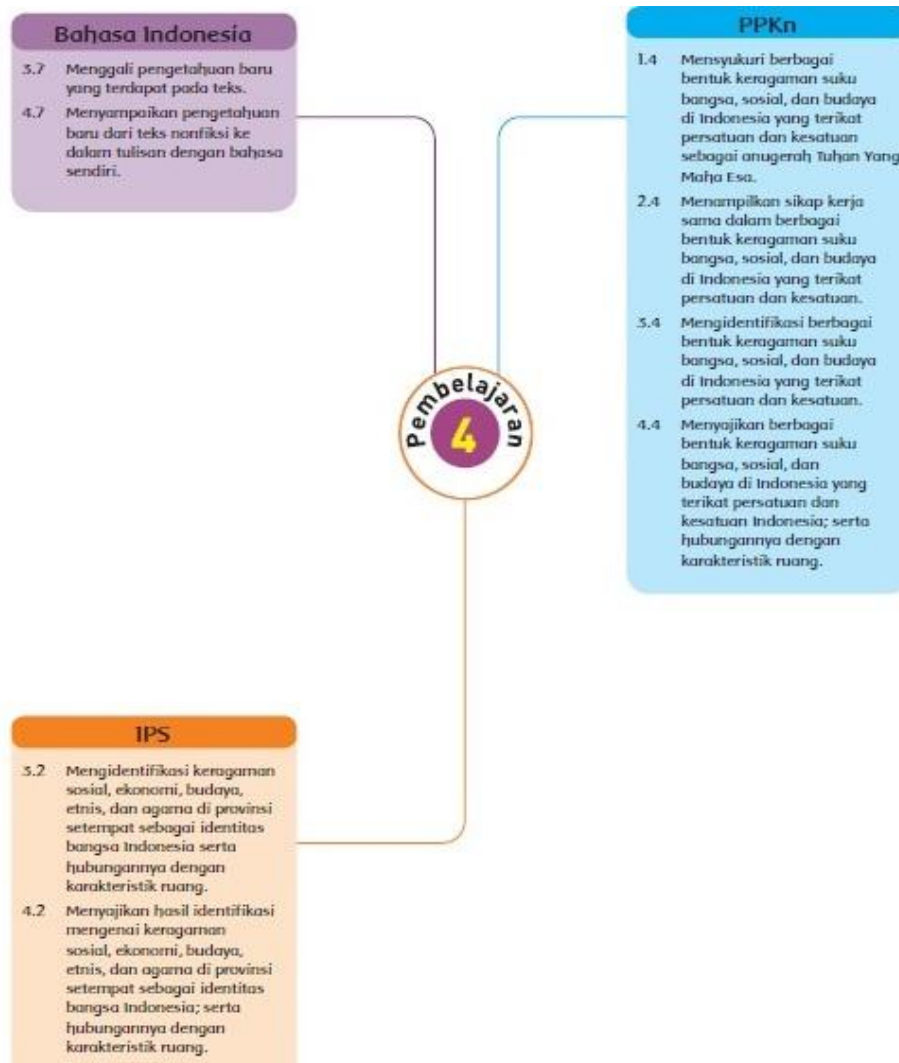 Bahasa Indonesia
3.7 Menggali pengetahuan baru
yang terdapat pada teks.
4.7 Menyampaikan pengetahuan
baru dari teks nonfiksi ke
dalam tulisan dengan bahasa
sendiri.
PPKn
1.4 Mensyukuri berbagai
bentuk keragaman suku
bangsa, sosial, dan budaya
di Indonesia yang terikat
persatuan dan kesatuan
sebagai anugerah Tuhan Yang
Maha Esa.
2.4 Menampilkan sikap kerja
sama dalam berbagai
bentuk keragaman suku
bangsa, sosial, dan budaya
di Indonesia yang terikat
persatuan dan kesatuan.
3.4 Mengidentifikasi berbagai
bentuk keragaman suku
bangsa, sosial, dan budaya
di Indonesia yang terikat
persatuan dan kesatuan.
4.4 Menyajikan berbagai
bentuk keragaman suku
bangsa, sosial, dan
budaya di Indonesia yang
terikat persatuan dan
kesatuan Indonesia; serta
hubungannya dengan
karakteristik ruang.
Pembelajaran
4
IPS
3.2 Mengidentifikasi keragaman
sosial, ekonomi, budaya,
etnis, dan agama di provinsi
setempat sebagai identitas
bangsa Indonesia serta
hubungannya dengan
karakteristik ruang.
4.2 Menyajikan hasil identifikasi
mengenai keragaman
sosial, ekonomi, budaya,
etnis, dan agama di provinsi
setempat sebagai identitas
bangsa Indonesia; serta
hubungannya dengan
karakteristik ruang.